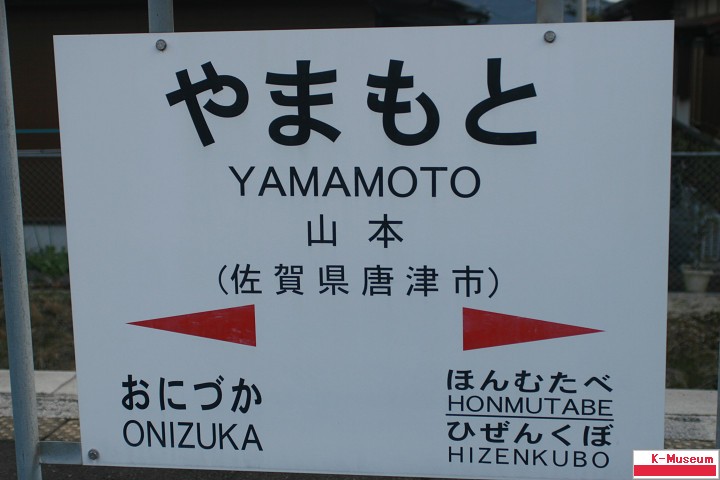 やまもと
YAMAMOTO
山本
(佐賀県唐津市)
おにづか
ONIZUKA
ほんむたべ
HONMUTABE
ひぜんくぼ
HIZENKUBO
K-Museum